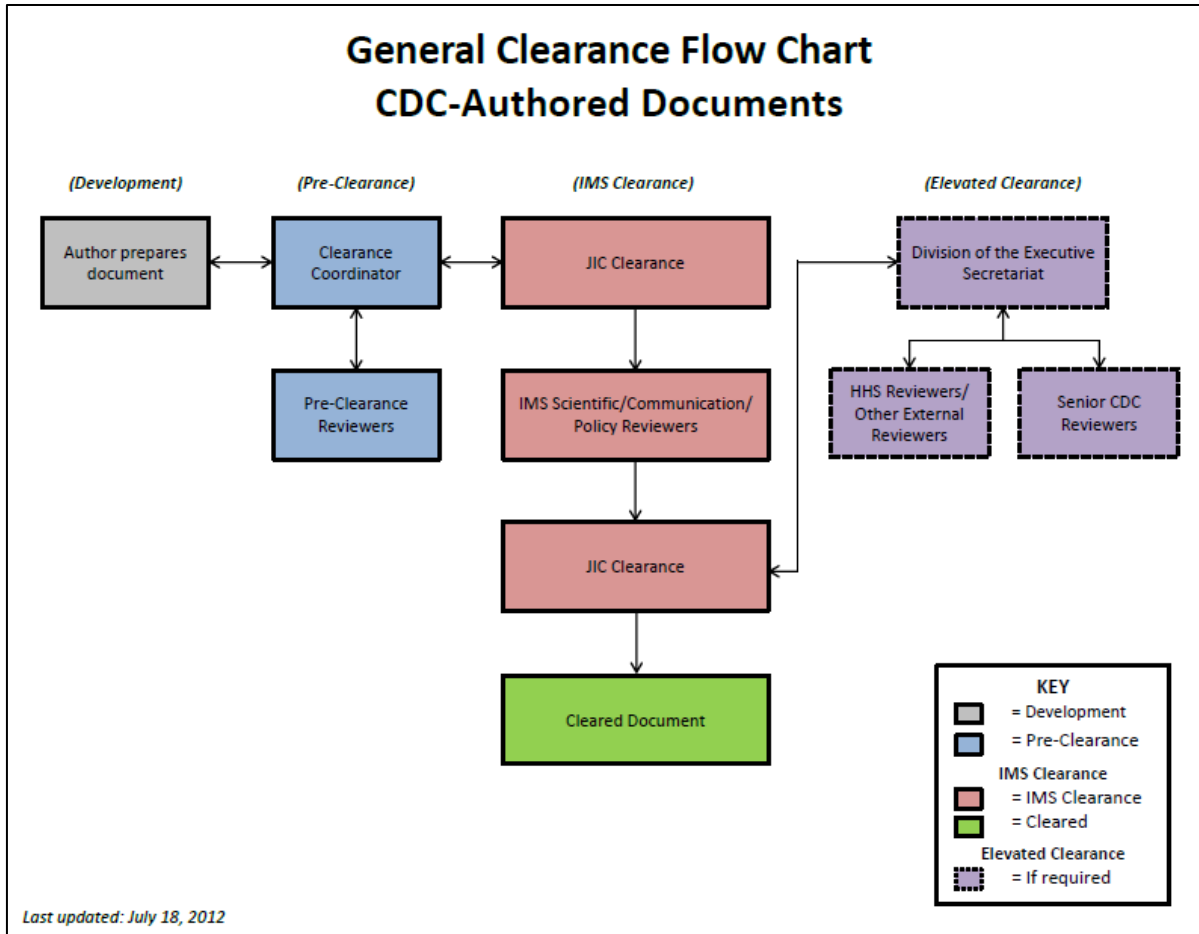 General Clearance Flow Chart
CDC-Authored Documents
(Development)
(Pre-Clearance)
(IMS Clearance)
(Elevated Clearance)
Author prepares
document
Clearance
Coordinator
JIC Clearance
Division of the Executive
Secretariat
Pre-Clearance
Reviewers
IMS Scientific/Communication/
Policy Reviewers
HHS Reviewers/
Other External
Reviewers
Senior CDC
Reviewers
JIC Clearance
Cleared Document
KEY
= Development
= Pre-Clearance
IMS Clearance
= IMS Clearance
= Cleared
Elevated Clearance
= If required
Last updated: July 18, 2012